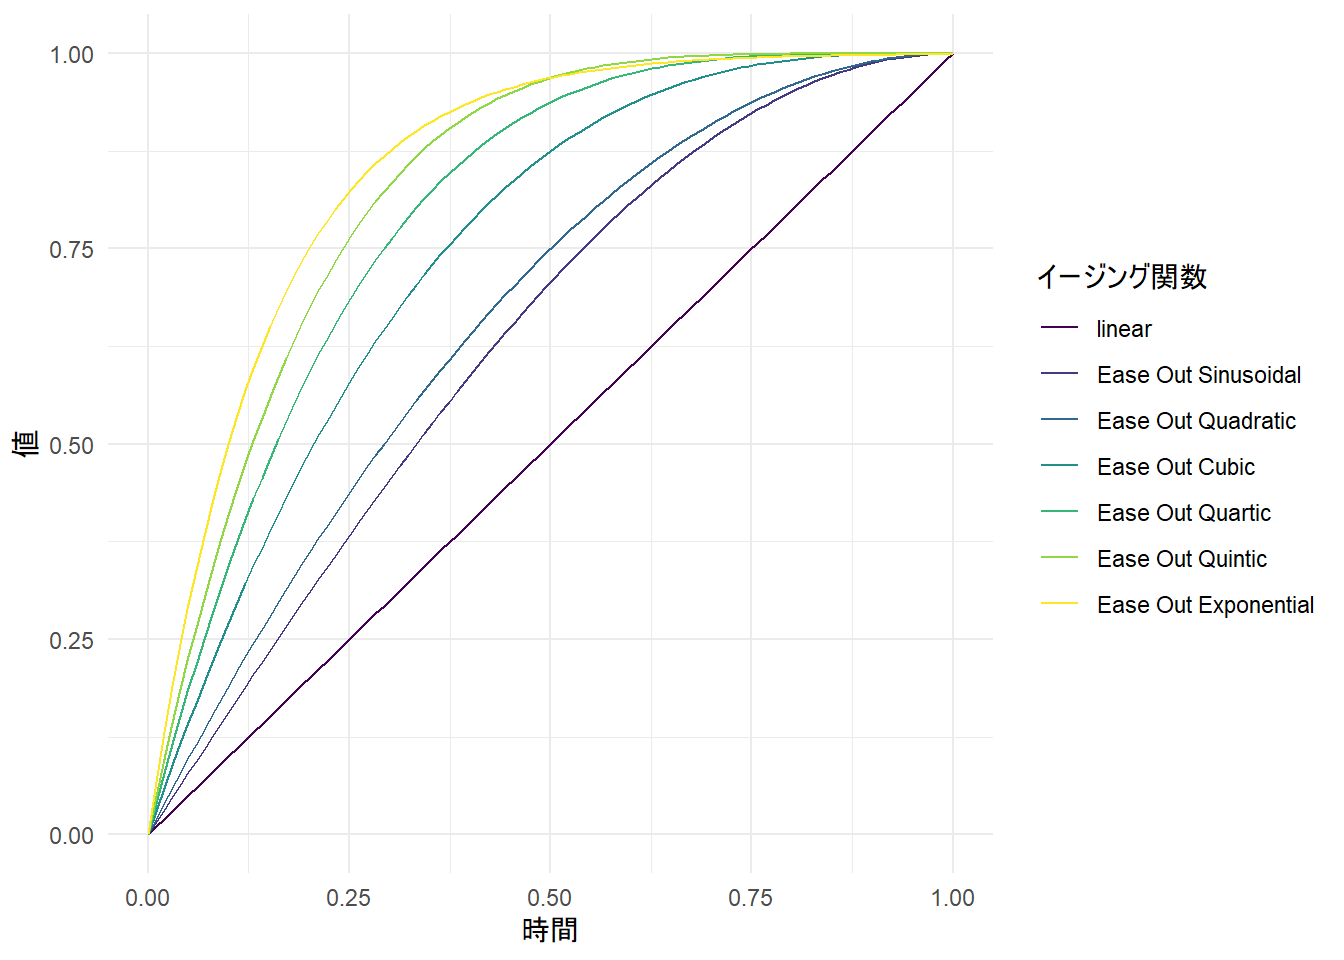 1.00
0.75
0.50
0.25
0.00
値
0.00 0.25 0.50 0.75 1.00
時間
イージング関数
linear
Ease Out Sinusoidal
Ease Out Quadratic
Ease Out Cubic
Ease Out Quartic
Ease Out Quintic
Ease Out Exponential